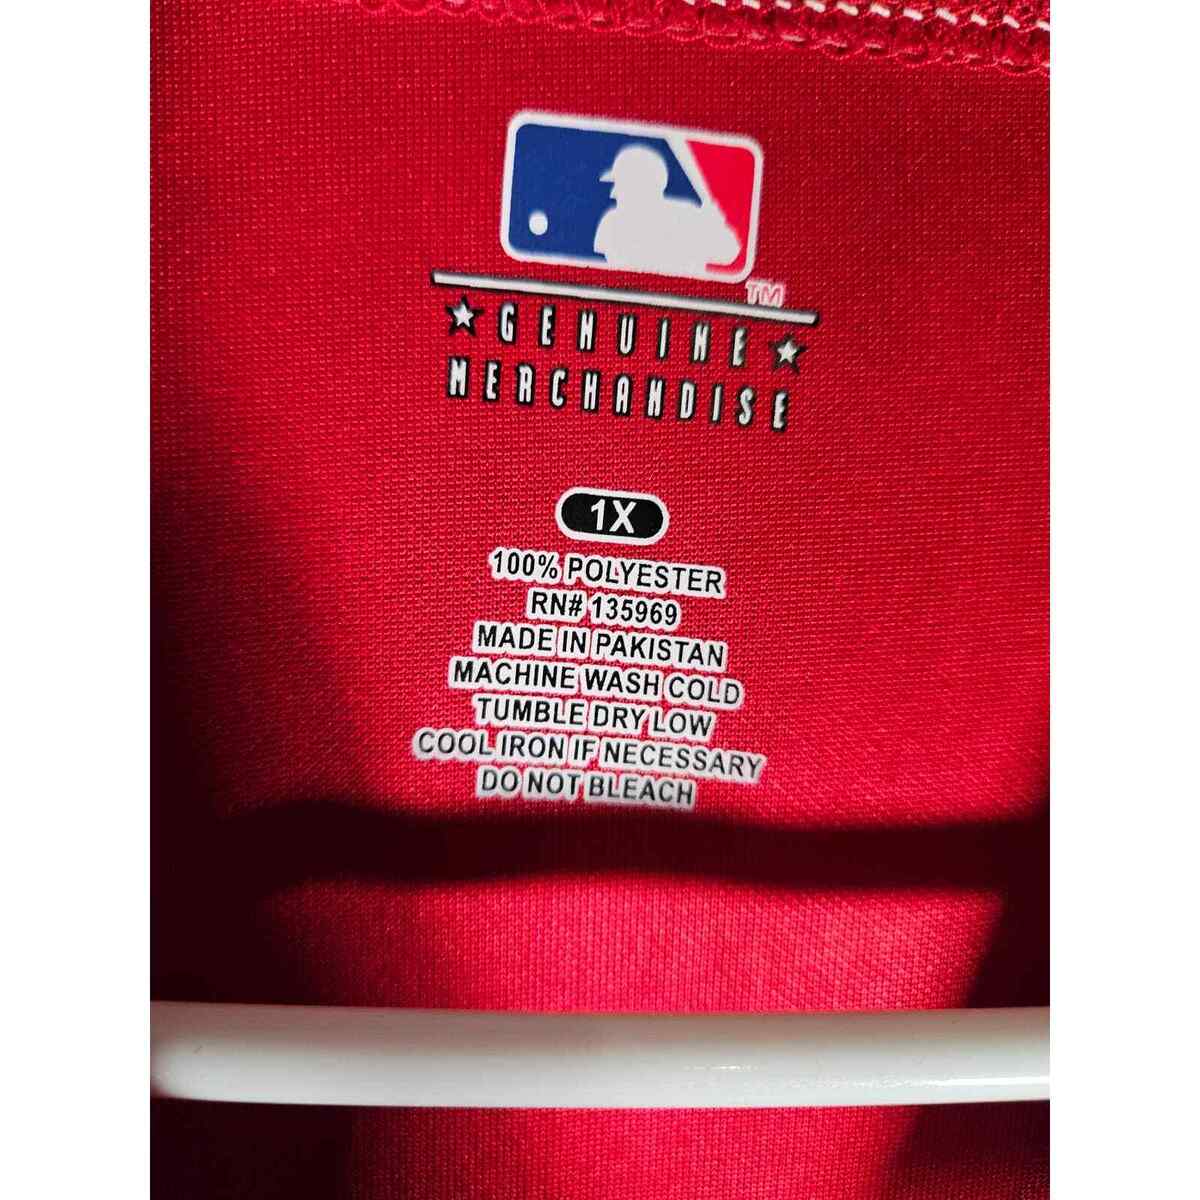 TM
★ GENUINE ★
MERCHANDISE
1X
100% POLYESTER
RN# 135969
MADE IN PAKISTAN
MACHINE WASH COLD
TUMBLE DRY LOW
COOL IRON IF NECESSARY
DO NOT BLEACH